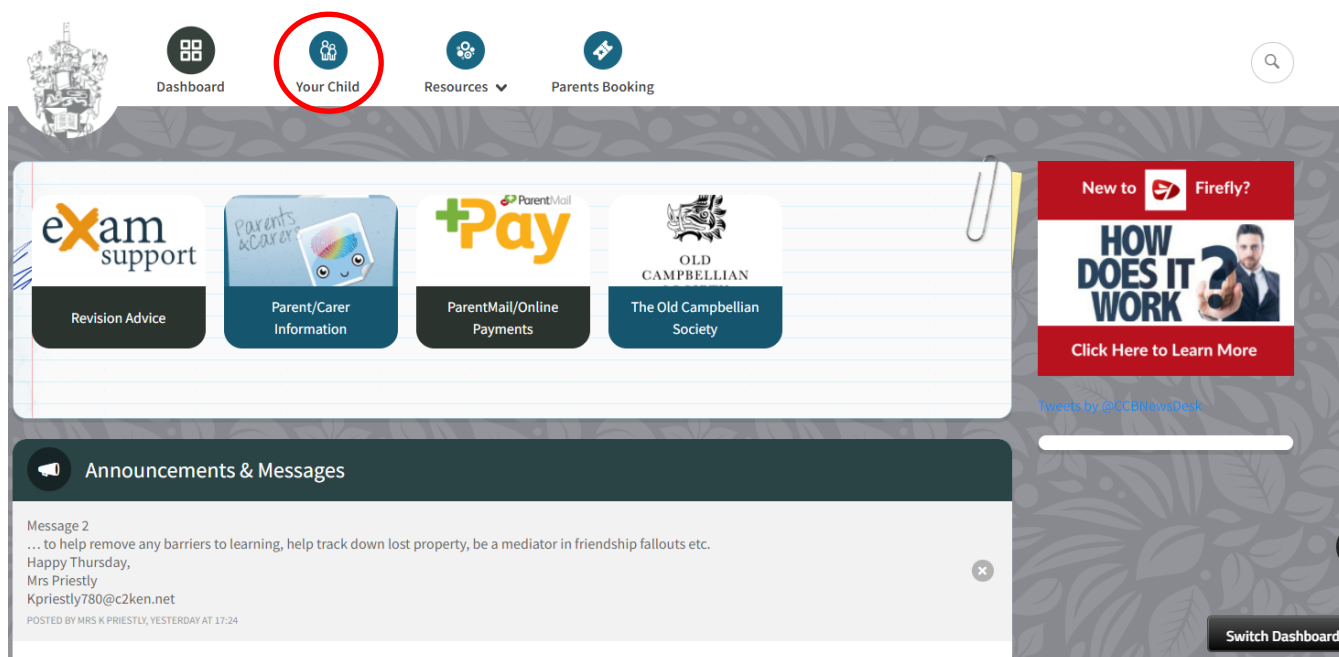 Dashboard
Your Child
Resources
Parents Booking
exam
support
Revision Advice
Parents
& Carers
Parent/Carer
Information
ParentMail
+Pay
ParentMail/Online
Payments
OLD
CAMPBELLIAN
The Old Campbellian
Society
New to Firefly?
HOW
DOES IT
WORK ?
Click Here to Learn More
Tweets by @CCBNewsDesk
Announcements & Messages
Message 2
… to help remove any barriers to learning, help track down lost property, be a mediator in friendship fallouts etc.
Happy Thursday,
Mrs Priestly
Kpriestly780@c2ken.net
POSTED BY MRS K PRIESTLY, YESTERDAY AT 17:24
Switch Dashboard